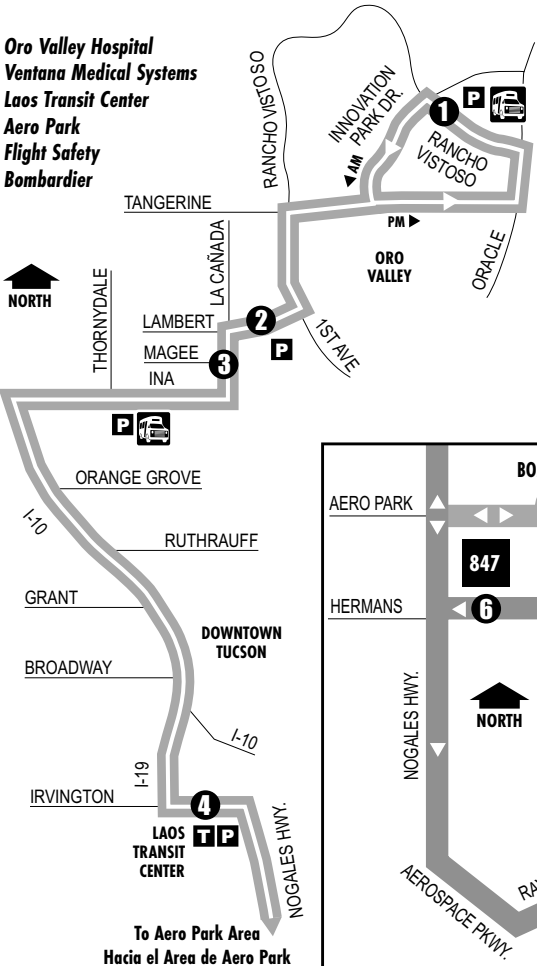 Oro Valley Hospital
Ventana Medical Systems
Laos Transit Center
Aero Park
Flight Safety
Bombardier
RANCHO VISTOSO
INNOVATION
PARK DR.
1
P
RANCHO
VISTOSO
AM
TANGERINE
PM
ORO
VALLEY
ORACLE
NORTH
THORNYDALE
LA CAÑADA
LAMBERT
2
1ST AVE
MAGEE
3
P
INA
P
ORANGE GROVE
I-10
RUTHRAUFF
GRANT
DOWNTOWN
TUCSON
BROADWAY
I-10
I-19
IRVINGTON
4
LAOS
TRANSIT
CENTER
T P
NOGALES HWY.
To Aero Park Area
Hacia el Area de Aero Park
BO
AERO PARK
847
HERMANS
6
NOGALES HWY.
NORTH
AEROSPACE PKWY.